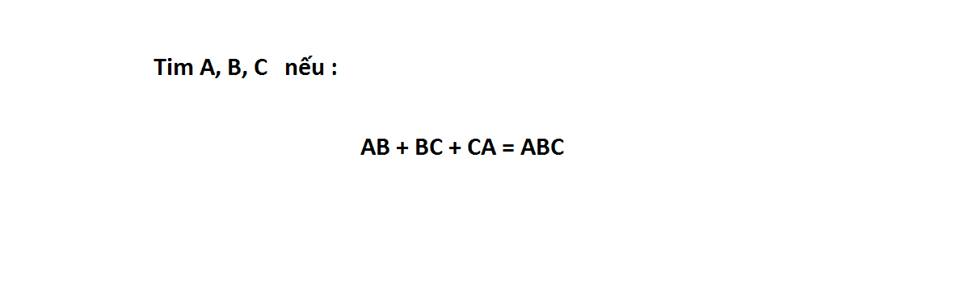 Tim A, B, C nếu :
AB + BC + CA = ABC